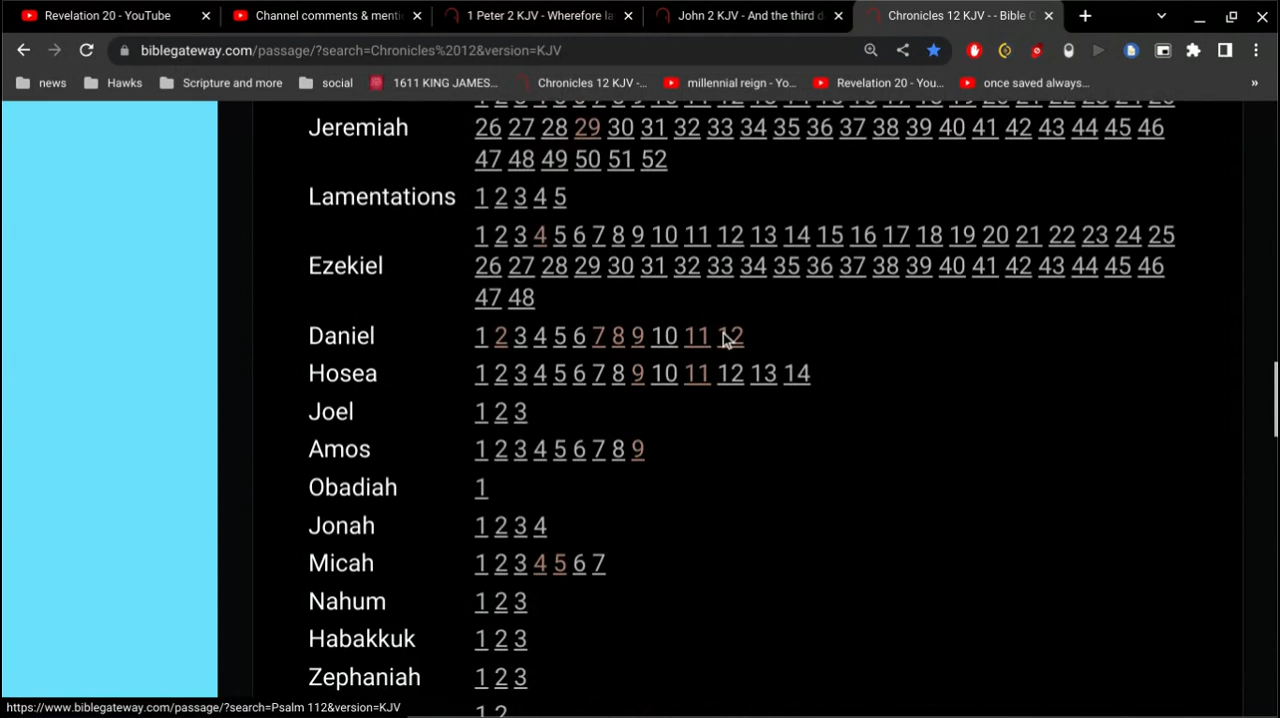 Revelation 20 - YouTube
Channel comments & menti
1 Peter 2 KJV - Wherefore la
John 2 KJV - And the third d
Chronicles 12 KJV - - Bible G
biblegateway.com/passage/?search=Chronicles%2012&version=KJV
news Hawks Scripture and more social 1611 KING JAMES... Chronicles 12 KJV -... millennial reign - Yo... Revelation 20 - You... once saved always... »
Jeremiah
26 27 28 29 30 31 32 33 34 35 36 37 38 39 40 41 42 43 44 45 46
47 48 49 50 51 52
Lamentations 1 2 3 4 5
1 2 3 4 5 6 7 8 9 10 11 12 13 14 15 16 17 18 19 20 21 22 23 24 25
Ezekiel 26 27 28 29 30 31 32 33 34 35 36 37 38 39 40 41 42 43 44 45 46
47 48
Daniel 1 2 3 4 5 6 7 8 9 10 11 12
Hosea 1 2 3 4 5 6 7 8 9 10 11 12 13 14
Joel 1 2 3
Amos 1 2 3 4 5 6 7 8 9
Obadiah 1
Jonah 1 2 3 4
Micah 1 2 3 4 5 6 7
Nahum 1 2 3
Habakkuk 1 2 3
Zephaniah 1 2 3
1 2
https://www.biblegateway.com/passage/?search=Psalm 112&version=KJV